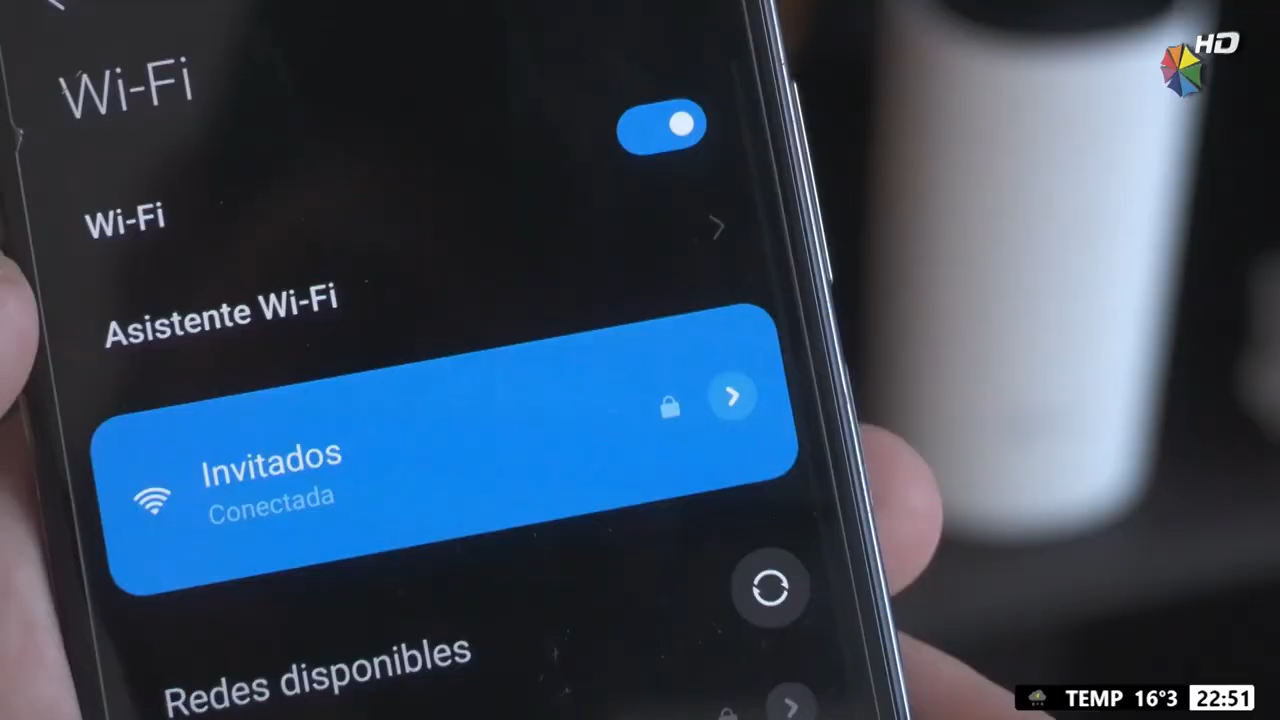 HD
Wi-Fi
Wi-Fi
Asistente Wi-Fi
Invitados
Conectada
Redes disponibles
TEMP 16°3 22:51